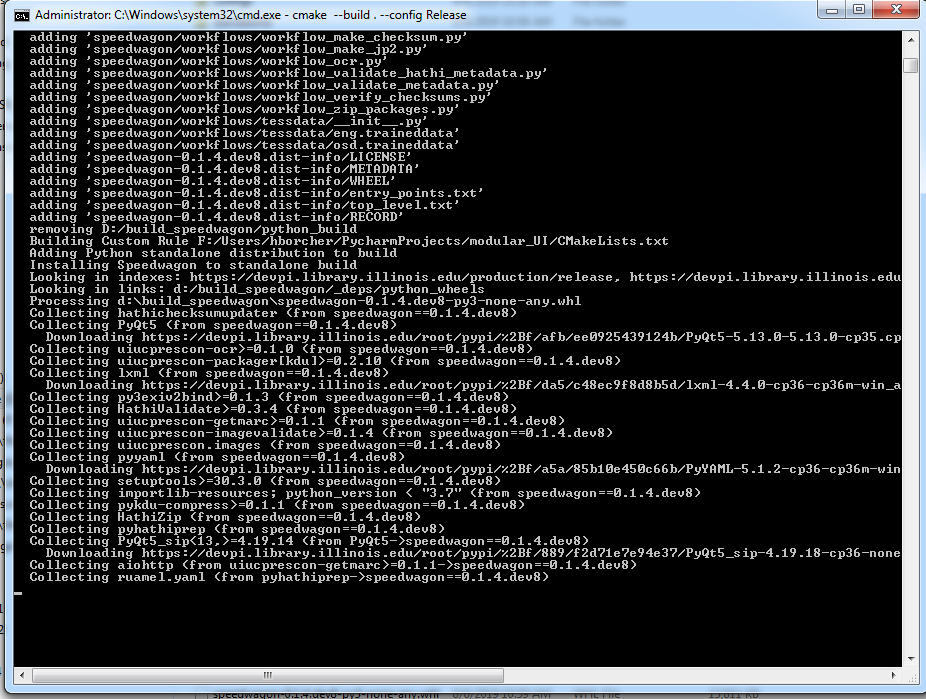 Administrator: C:\Windows\system32\cmd.exe - cmake  --build . --config Release
adding 'speedwagon/workflows/workflow_make_checksum.py'
adding 'speedwagon/workflows/workflow_make_jp2.py'
adding 'speedwagon/workflows/workflow_ocr.py'
adding 'speedwagon/workflows/workflow_validate_hathi_metadata.py'
adding 'speedwagon/workflows/workflow_validate_metadata.py'
adding 'speedwagon/workflows/workflow_verify_checksums.py'
adding 'speedwagon/workflows/workflow_zip_packages.py'
adding 'speedwagon/workflows/tessdata/__init__.py'
adding 'speedwagon/workflows/tessdata/eng.traineddata'
adding 'speedwagon/workflows/tessdata/osd.traineddata'
adding 'speedwagon-0.1.4.dev8.dist-info/LICENSE'
adding 'speedwagon-0.1.4.dev8.dist-info/METADATA'
adding 'speedwagon-0.1.4.dev8.dist-info/WHEEL'
adding 'speedwagon-0.1.4.dev8.dist-info/entry_points.txt'
adding 'speedwagon-0.1.4.dev8.dist-info/top_level.txt'
adding 'speedwagon-0.1.4.dev8.dist-info/RECORD'
removing D:/build_speedwagon/python_build
Building Custom Rule F:/Users/hborcher/PycharmProjects/modular_UI/CMakeLists.txt
Adding Python standalone distribution to build
Installing Speedwagon to standalone build
Looking in indexes: https://devpi.library.illinois.edu/production/release, https://devpi.library.illinois.edu
Looking in links: d:/build_speedwagon/_deps/python_wheels
Processing d:\build_speedwagon\speedwagon-0.1.4.dev8-py3-none-any.whl
Collecting hathichecksumupdater (from speedwagon==0.1.4.dev8)
Collecting PyQt5 (from speedwagon==0.1.4.dev8)
Downloading https://devpi.library.illinois.edu/root/pypi/%2Bf/afb/ee0925439124b/PyQt5-5.13.0-5.13.0-cp35.cp
Collecting uiucprescon-ocr>=0.1.0 (from speedwagon==0.1.4.dev8)
Collecting uiucprescon-packager[kdu]>=0.2.10 (from speedwagon==0.1.4.dev8)
Collecting lxml (from speedwagon==0.1.4.dev8)
Downloading https://devpi.library.illinois.edu/root/pypi/%2Bf/da5/c48ec9f8d8b5d/lxml-4.4.0-cp36-cp36m-win_a
Collecting py3exiv2bind>=0.1.3 (from speedwagon==0.1.4.dev8)
Collecting HathiValidate>=0.3.4 (from speedwagon==0.1.4.dev8)
Collecting uiucprescon-getmarc>=0.1.1 (from speedwagon==0.1.4.dev8)
Collecting uiucprescon-imagevalidate>=0.1.4 (from speedwagon==0.1.4.dev8)
Collecting uiucprescon.images (from speedwagon==0.1.4.dev8)
Collecting pyyaml (from speedwagon==0.1.4.dev8)
Downloading https://devpi.library.illinois.edu/root/pypi/%2Bf/a5a/85b10e450c66b/PyYAML-5.1.2-cp36-cp36m-win
Collecting setuptools>=30.3.0 (from speedwagon==0.1.4.dev8)
Collecting importlib-resources; python_version < "3.7" (from speedwagon==0.1.4.dev8)
Collecting pykdu-compress>=0.1.1 (from speedwagon==0.1.4.dev8)
Collecting HathiZip (from speedwagon==0.1.4.dev8)
Collecting pyhathiprep (from speedwagon==0.1.4.dev8)
Collecting PyQt5_sip<13,>=4.19.14 (from PyQt5->speedwagon==0.1.4.dev8)
Downloading https://devpi.library.illinois.edu/root/pypi/%2Bf/889/f2d71e7e94e37/PyQt5_sip-4.19.18-cp36-none
Collecting aiohttp (from uiucprescon-getmarc>=0.1.1->speedwagon==0.1.4.dev8)
Collecting ruamel.yaml (from pyhathiprep->speedwagon==0.1.4.dev8)